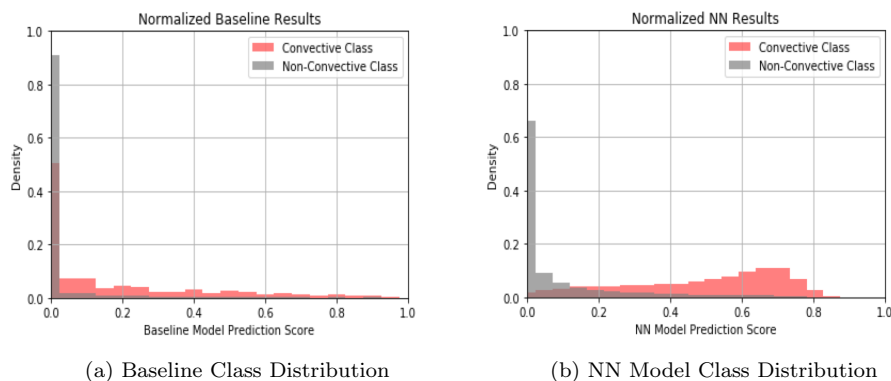 Normalized Baseline Results
1.0
0.8
0.6
0.4
0.2
0.0
Density
Convective Class
Non-Convective Class
0.0 0.2 0.4 0.6 0.8 1.0
Baseline Model Prediction Score
(a) Baseline Class Distribution
Normalized NN Results
1.0
0.8
0.6
0.4
0.2
0.0
Density
Convective Class
Non-Convective Class
0.0 0.2 0.4 0.6 0.8 1.0
NN Model Prediction Score
(b) NN Model Class Distribution